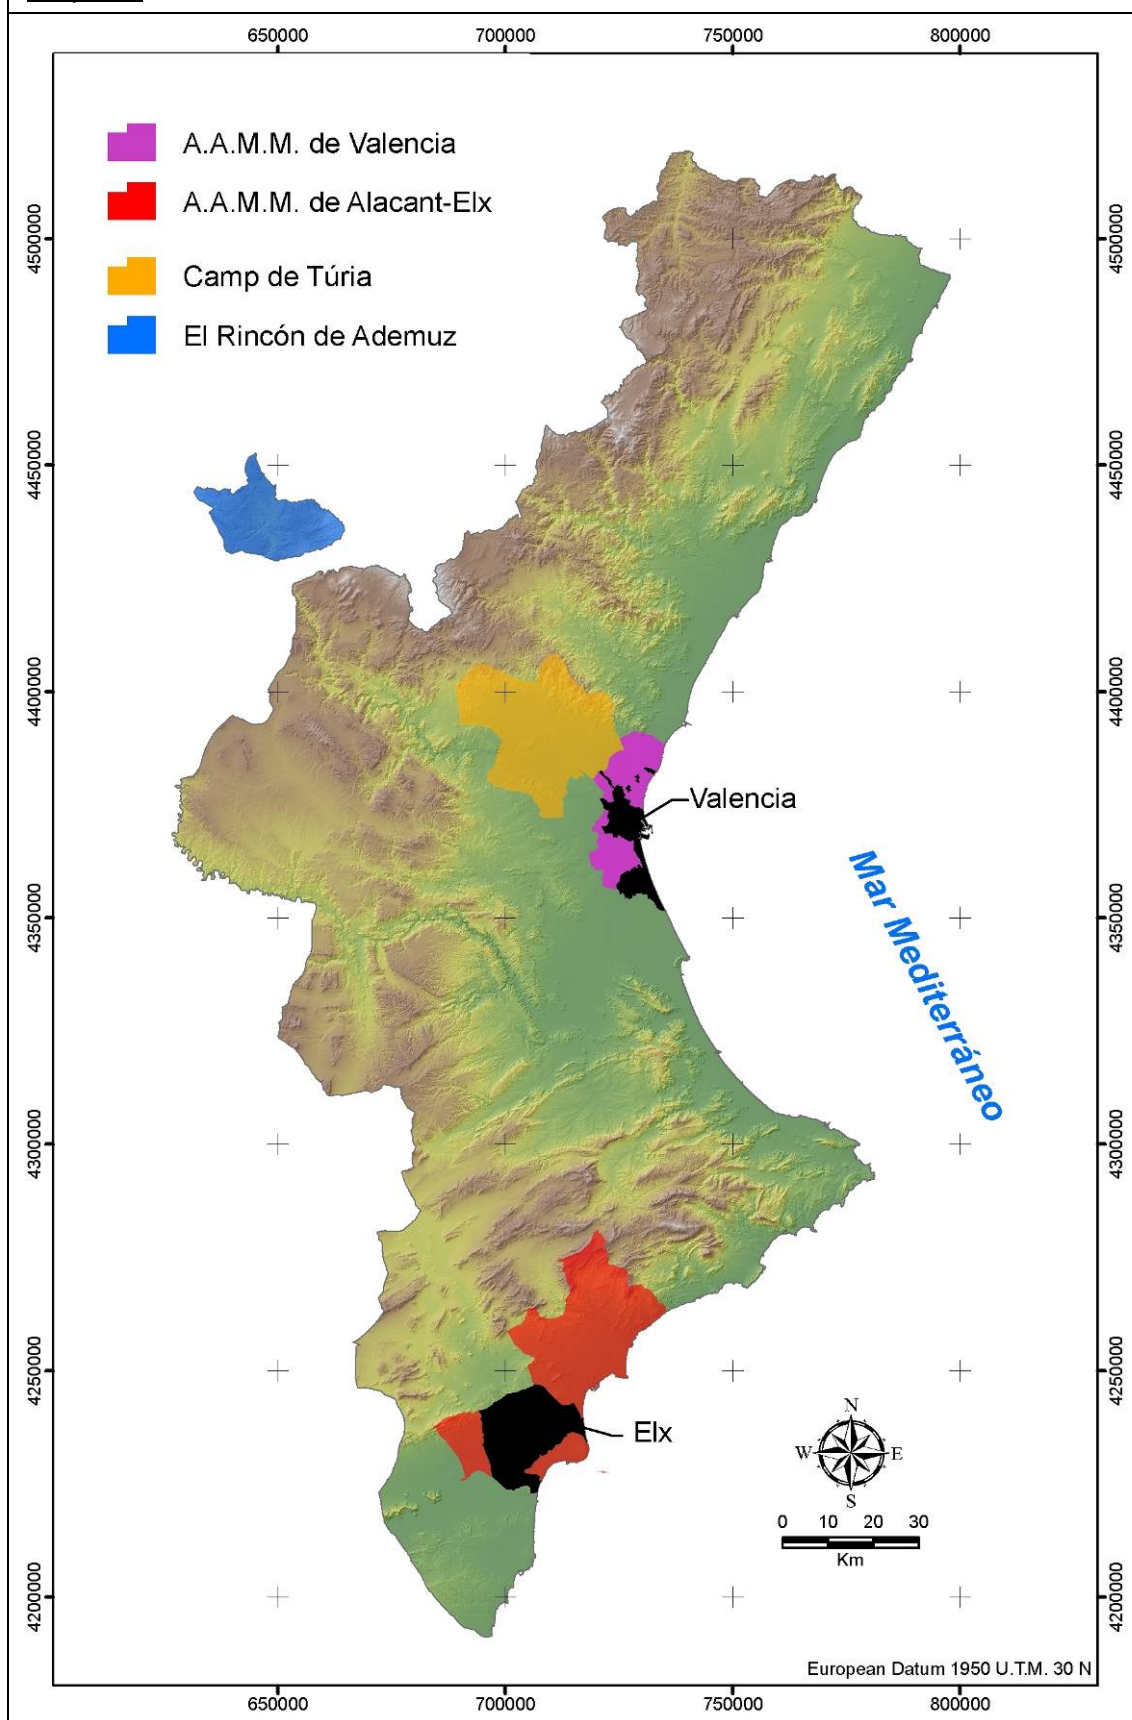 650000 700000 750000 800000
A.A.M.M. de Valencia
A.A.M.M. de Alacant-Elx
Camp de Túria
El Rincón de Ademuz
4500000 4500000
4450000 4450000
4400000 4400000
Valencia
Mar Mediterráneo
4350000 4350000
4300000 4300000
4250000 4250000
Elx
N
W E
S
0 10 20 30
Km
4200000 4200000
European Datum 1950 U.T.M. 30 N
650000 700000 750000 800000